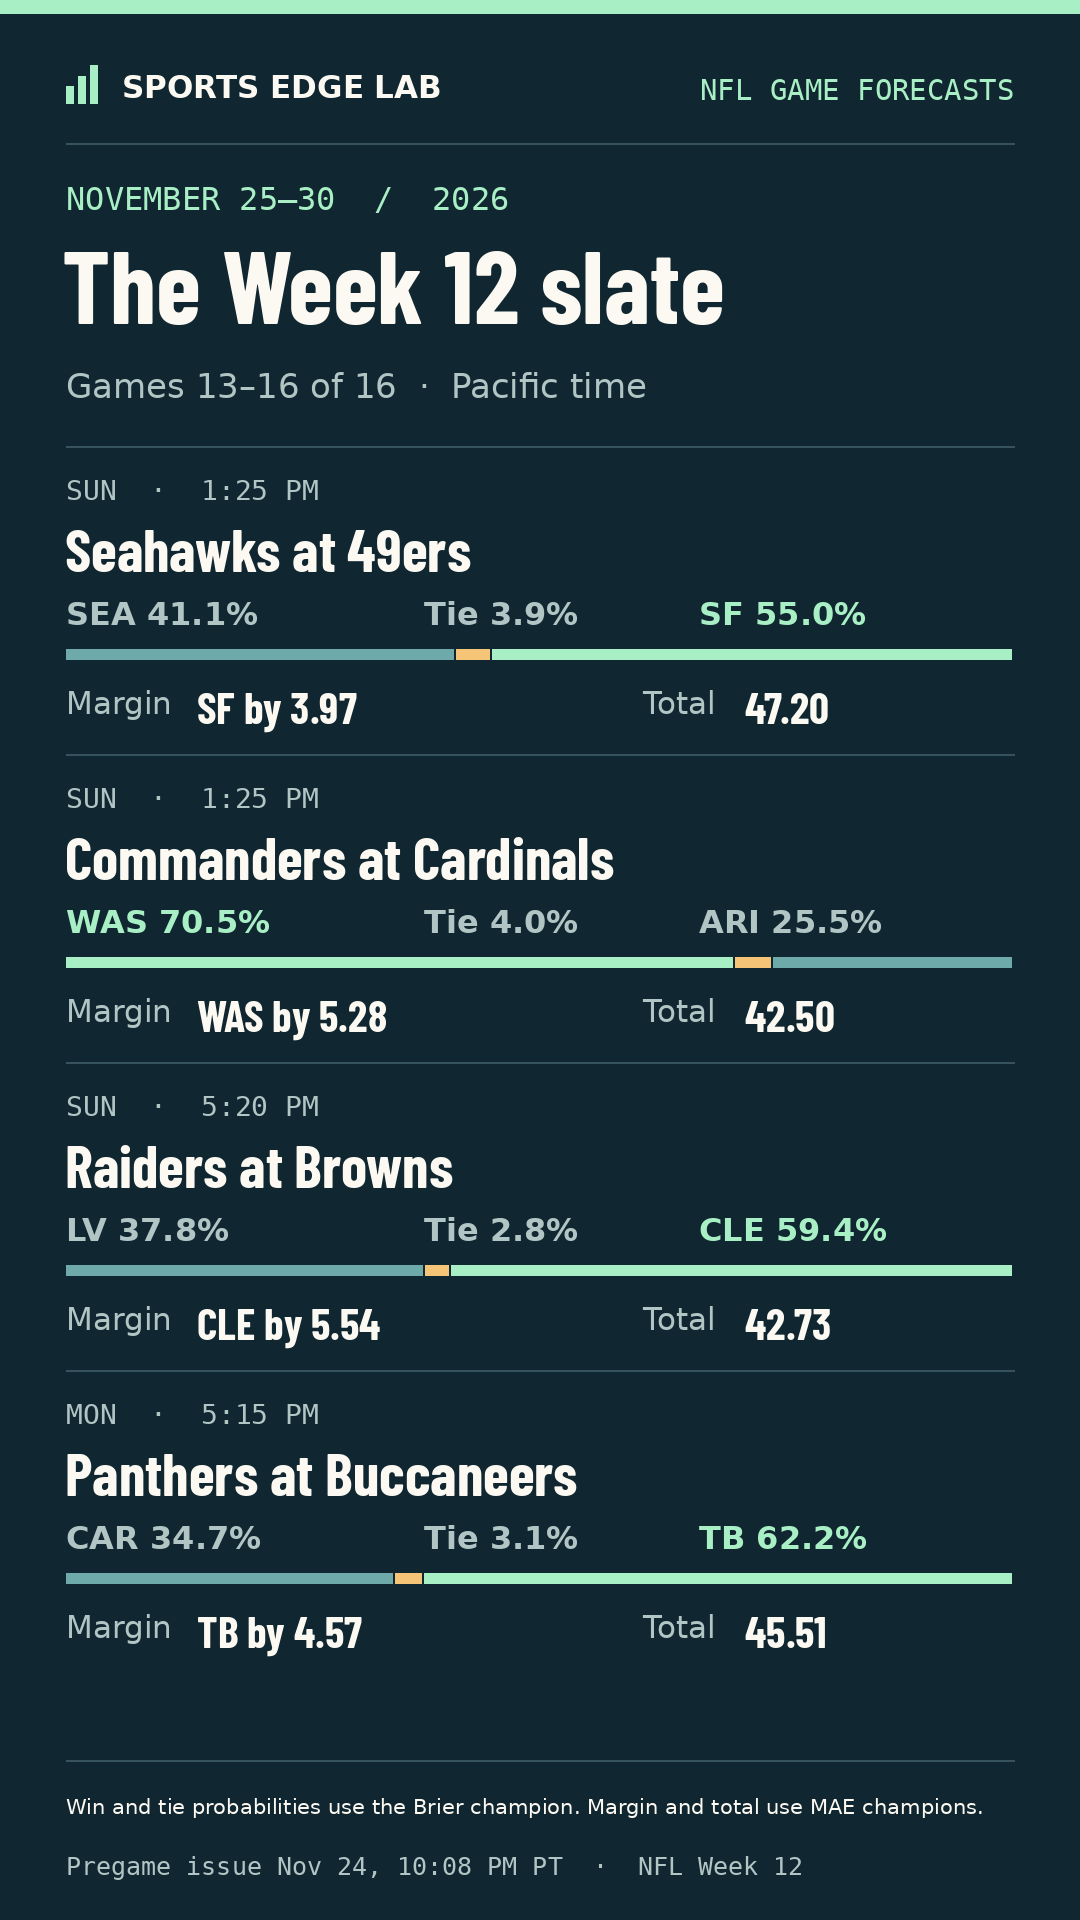 SPORTS EDGE LAB
NFL GAME FORECASTS
NOVEMBER 25–30 / 2026
The Week 12 slate
Games 13–16 of 16 · Pacific time
SUN · 1:25 PM
Seahawks at 49ers
SEA 41.1% Tie 3.9% SF 55.0%
Margin SF by 3.97 Total 47.20
SUN · 1:25 PM
Commanders at Cardinals
WAS 70.5% Tie 4.0% ARI 25.5%
Margin WAS by 5.28 Total 42.50
SUN · 5:20 PM
Raiders at Browns
LV 37.8% Tie 2.8% CLE 59.4%
Margin CLE by 5.54 Total 42.73
MON · 5:15 PM
Panthers at Buccaneers
CAR 34.7% Tie 3.1% TB 62.2%
Margin TB by 4.57 Total 45.51
Win and tie probabilities use the Brier champion. Margin and total use MAE champions.
Pregame issue Nov 24, 10:08 PM PT · NFL Week 12